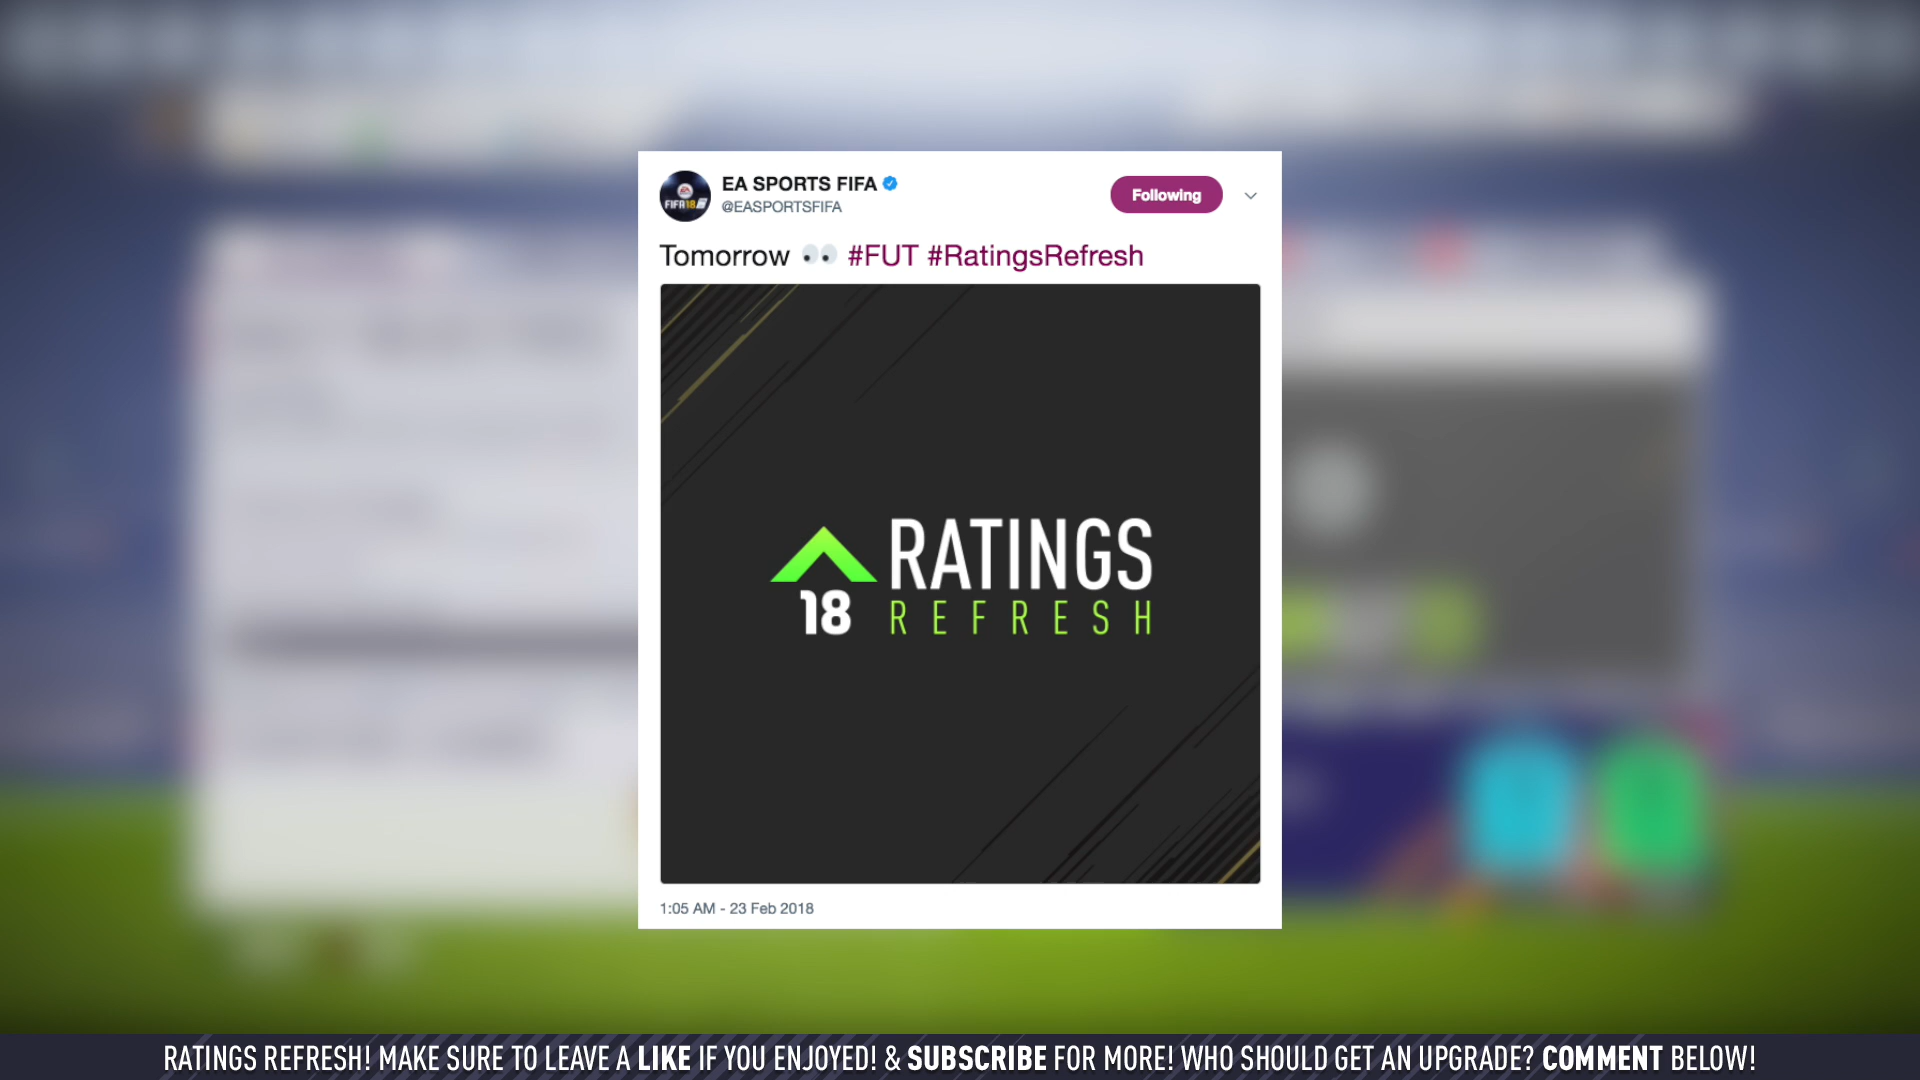 EA SPORTS FIFA
@EASPORTSFIFA
Following
FIFA18
Tomorrow 👀 #FUT #RatingsRefresh
RATINGS
18 REFRESH
1:05 AM - 23 Feb 2018
RATINGS REFRESH! MAKE SURE TO LEAVE A LIKE IF YOU ENJOYED! & SUBSCRIBE FOR MORE! WHO SHOULD GET AN UPGRADE? COMMENT BELOW!